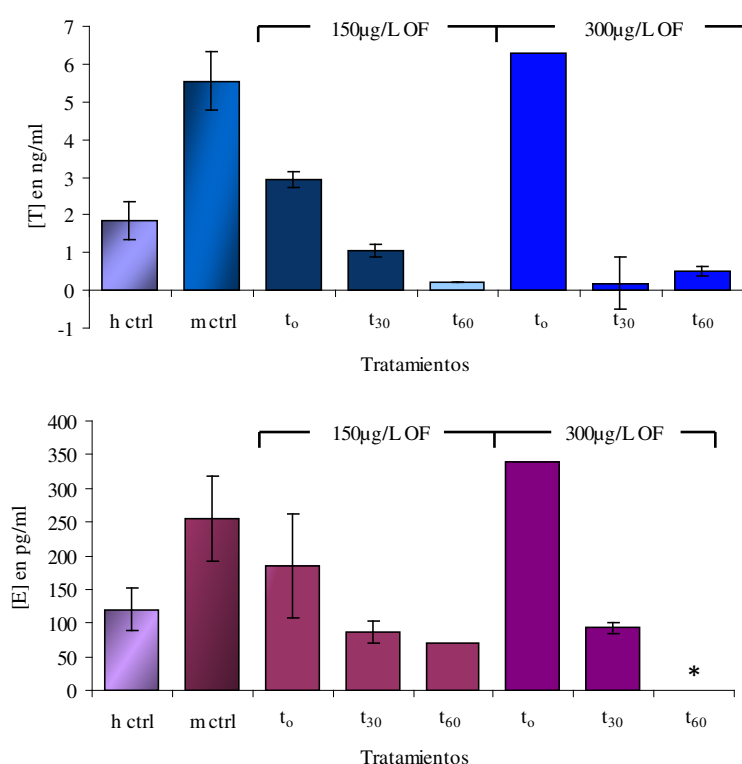 150µg/L OF 300µg/L OF
[T] en ng/ml
7
6
5
4
3
2
1
0
-1
h ctrl m ctrl to t30 t60 to t30 t60
Tratamientos
150µg/L OF 300µg/L OF
[E] en pg/ml
400
350
300
250
200
150
100
50
0
*
h ctrl m ctrl to t30 t60 to t30 t60
Tratamientos